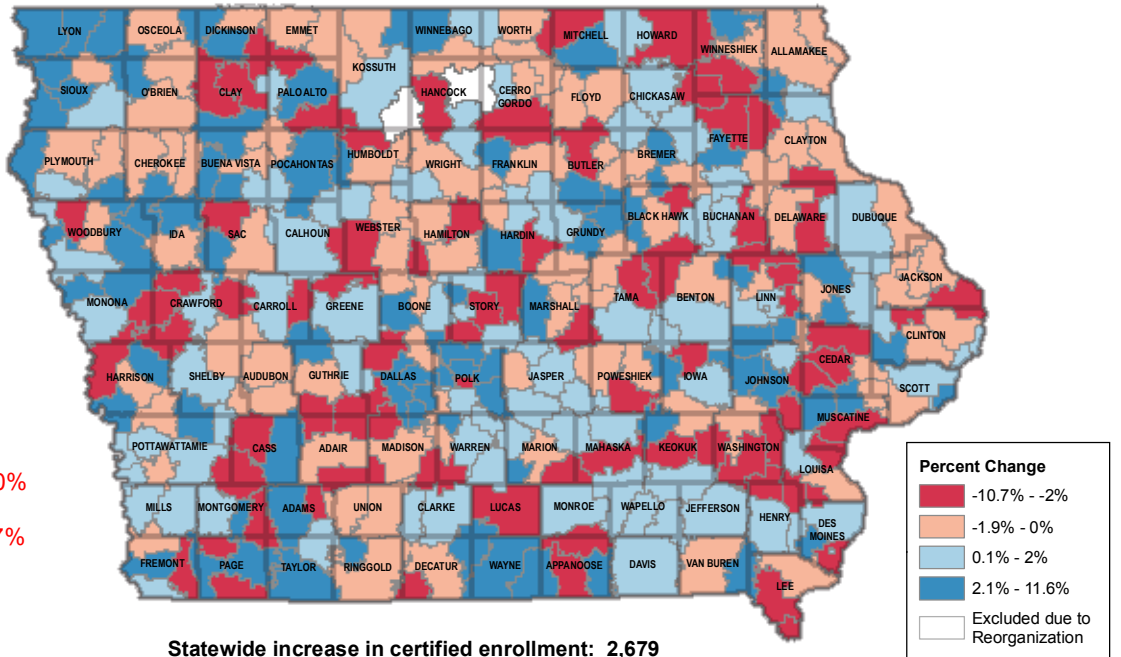 LYON OSCEOLA DICKINSON EMMET WINNEBAGO WORTH MITCHELL HOWARD WINNESHIEK ALLAMAKEE
KOSSUTH
SIOUX O'BRIEN CLAY PALO ALTO HANCOCK CERRO GORDO FLOYD CHICKASAW
FAYETTE CLAYTON
PLYMOUTH CHEROKEE BUENA VISTA POCAHONTAS HUMBOLDT WRIGHT FRANKLIN BUTLER BREMER
WOODBURY IDA SAC CALHOUN WEBSTER HAMILTON HARDIN GRUNDY BLACK HAWK BUCHANAN DELAWARE DUBUQUE
JACKSON
MONONA CRAWFORD CARROLL GREENE BOONE STORY MARSHALL TAMA BENTON LINN JONES
CLINTON
CEDAR
HARRISON SHELBY AUDUBON GUTHRIE DALLAS POLK JASPER POWESHIEK IOWA JOHNSON SCOTT
MUSCATINE
POTTAWATTAMIE CASS ADAIR MADISON WARREN MARION MAHASKA KEOKUK WASHINGTON
LOUISA
0%
MILLS MONTGOMERY ADAMS UNION CLARKE LUCAS MONROE WAPELLO JEFFERSON HENRY DES MOINES
7%
FREMONT PAGE TAYLOR RINGGOLD DECATUR WAYNE APPANOOSE DAVIS VAN BUREN
LEE
Percent Change
-10.7% - -2%
-1.9% - 0%
0.1% - 2%
2.1% - 11.6%
Excluded due to
Reorganization
Statewide increase in certified enrollment: 2,679